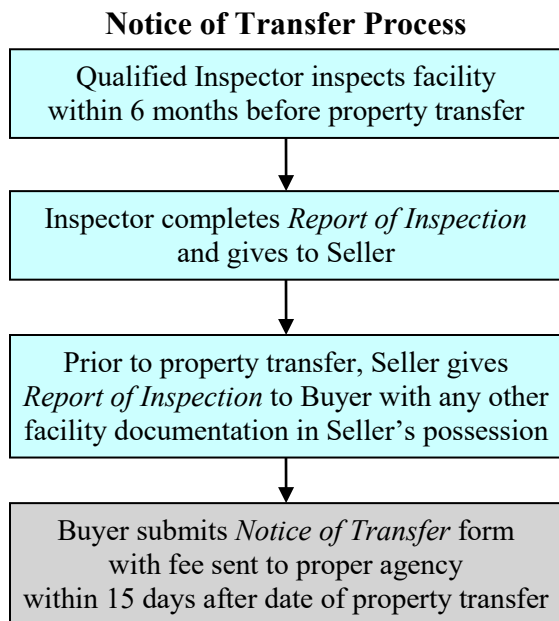 Notice of Transfer Process
Qualified Inspector inspects facility
within 6 months before property transfer
Inspector completes Report of Inspection
and gives to Seller
Prior to property transfer, Seller gives
Report of Inspection to Buyer with any other
facility documentation in Seller’s possession
Buyer submits Notice of Transfer form
with fee sent to proper agency
within 15 days after date of property transfer